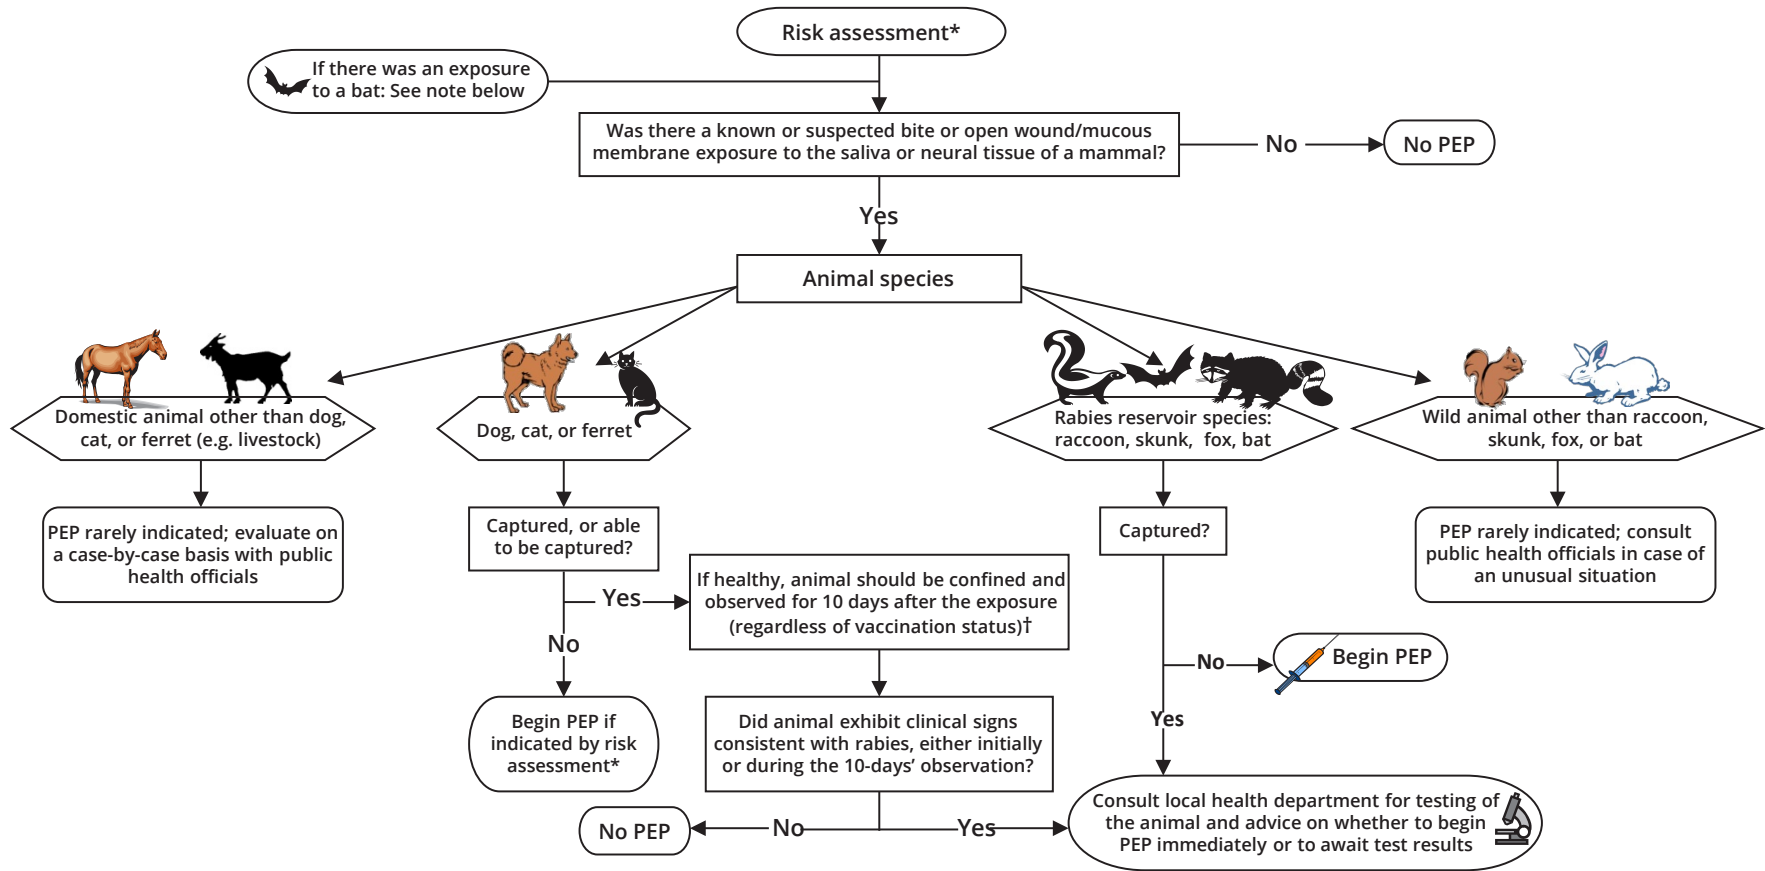 Risk assessment*
If there was an exposure
to a bat: See note below
Was there a known or suspected bite or open wound/mucous
membrane exposure to the saliva or neural tissue of a mammal?
No
No PEP
Yes
Animal species
Domestic animal other than dog,
cat, or ferret (e.g. livestock)
Dog, cat, or ferret
Rabies reservoir species:
raccoon, skunk, fox, bat
Wild animal other than raccoon,
skunk, fox, or bat
PEP rarely indicated; evaluate on
a case-by-case basis with public
health officials
Captured, or able
to be captured?
Captured?
PEP rarely indicated; consult
public health officials in case of
an unusual situation
Yes
If healthy, animal should be confined and
observed for 10 days after the exposure
(regardless of vaccination status)†
No
No
Begin PEP
Begin PEP if
indicated by risk
assessment*
Did animal exhibit clinical signs
consistent with rabies, either initially
or during the 10-days’ observation?
Yes
No PEP
No
Yes
Consult local health department for testing of
the animal and advice on whether to begin
PEP immediately or to await test results